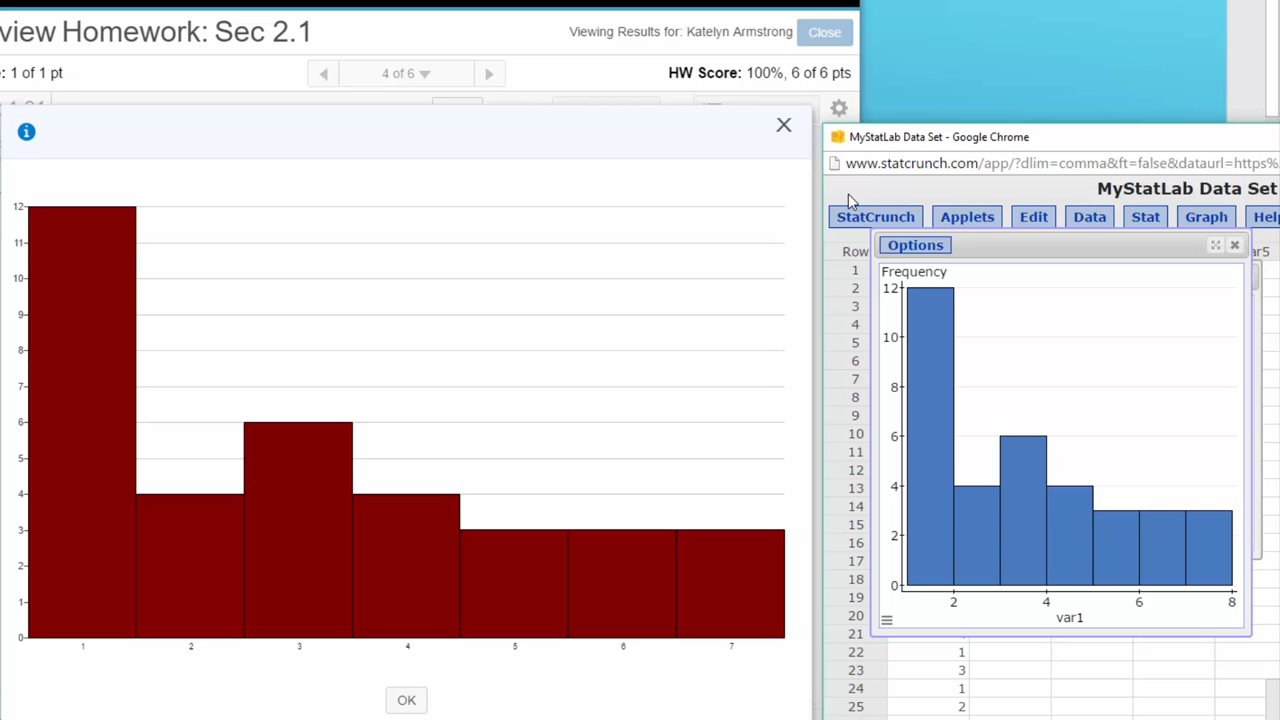 view Homework: Sec 2.1
Viewing Results for: Katelyn Armstrong
Close
: 1 of 1 pt
4 of 6
HW Score: 100%, 6 of 6 pts
12
11
10
9
8
7
6
5
4
3
2
1
0
1 2 3 4 5 6 7
OK
MyStatLab Data Set - Google Chrome
www.statcrunch.com/app/?dlim=comma&ft=false&dataurl=https%
MyStatLab Data Set
StatCrunch Applets Edit Data Stat Graph Help
Row
ar5
Options
1
2
3
4
5
6
7
8
9
10
11
12
13
14
15
16
17
18
19
20
21
22 1
23 3
24 1
25 2
Frequency
12
10
8
6
4
2
0
2 4 6 8
var1